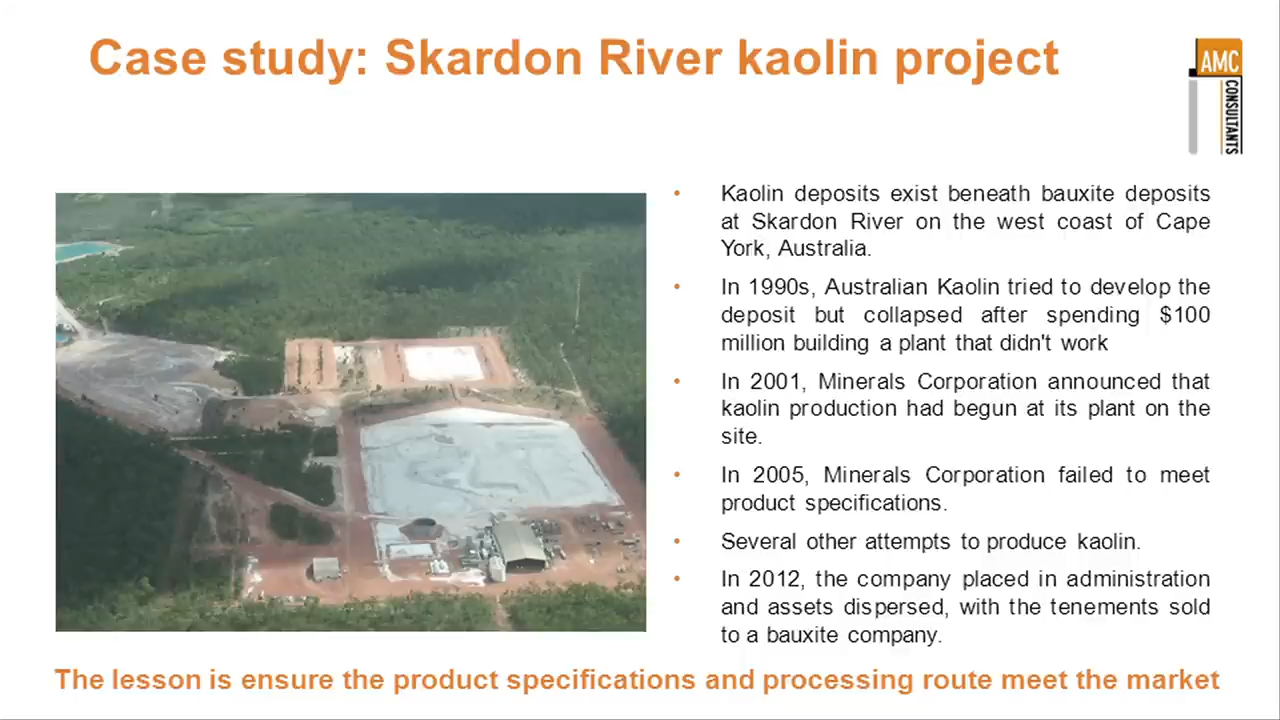 Case study: Skardon River kaolin project
AMC
CONSULTANTS
• Kaolin deposits exist beneath bauxite deposits
at Skardon River on the west coast of Cape
York, Australia.
• In 1990s, Australian Kaolin tried to develop the
deposit but collapsed after spending $100
million building a plant that didn't work
• In 2001, Minerals Corporation announced that
kaolin production had begun at its plant on the
site.
• In 2005, Minerals Corporation failed to meet
product specifications.
• Several other attempts to produce kaolin.
• In 2012, the company placed in administration
and assets dispersed, with the tenements sold
to a bauxite company.
The lesson is ensure the product specifications and processing route meet the market